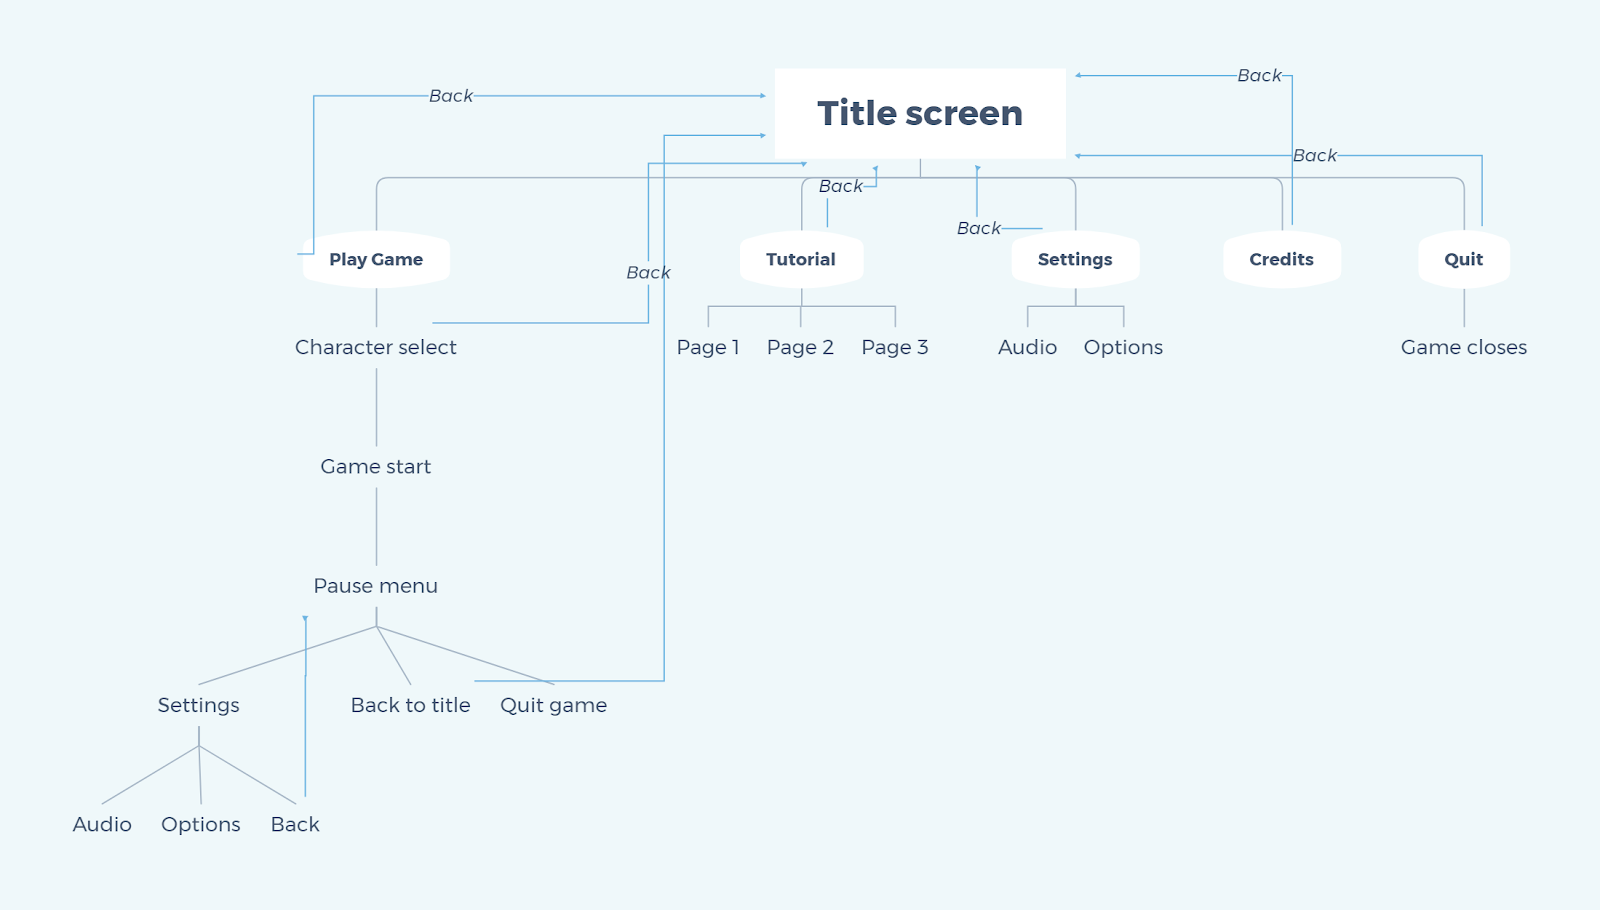 Title screen
Back
Back
Back
Back
Back
Back
Play Game
Tutorial
Settings
Credits
Quit
Character select
Page 1
Page 2
Page 3
Audio
Options
Game closes
Game start
Pause menu
Settings
Back to title
Quit game
Audio
Options
Back